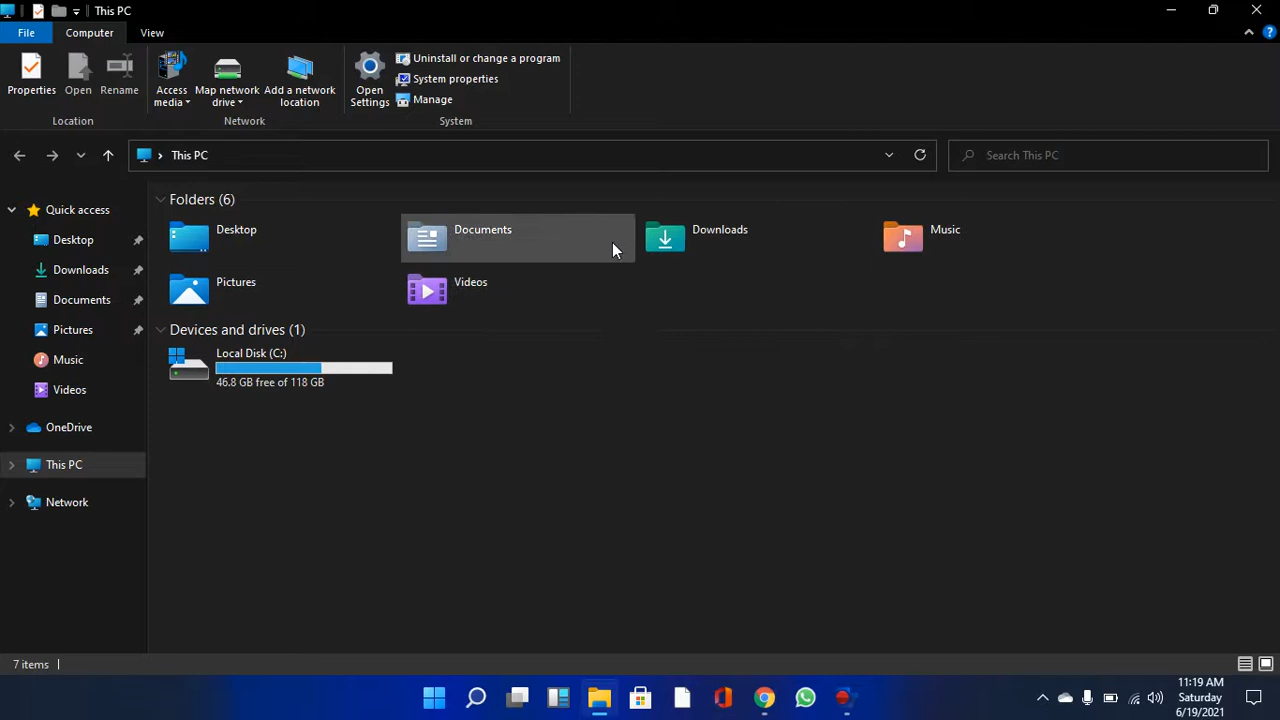 This PC
File
Computer
View
Properties
Open
Rename
Access media
Map network drive
Add a network location
Open Settings
Uninstall or change a program
System properties
Manage
Location
Network
System
This PC
Search This PC
Quick access
Desktop
Downloads
Documents
Pictures
Music
Videos
OneDrive
This PC
Network
Folders (6)
Desktop
Documents
Downloads
Music
Pictures
Videos
Devices and drives (1)
Local Disk (C:)
46.8 GB free of 118 GB
7 items
11:19 AM
Saturday
6/19/2021